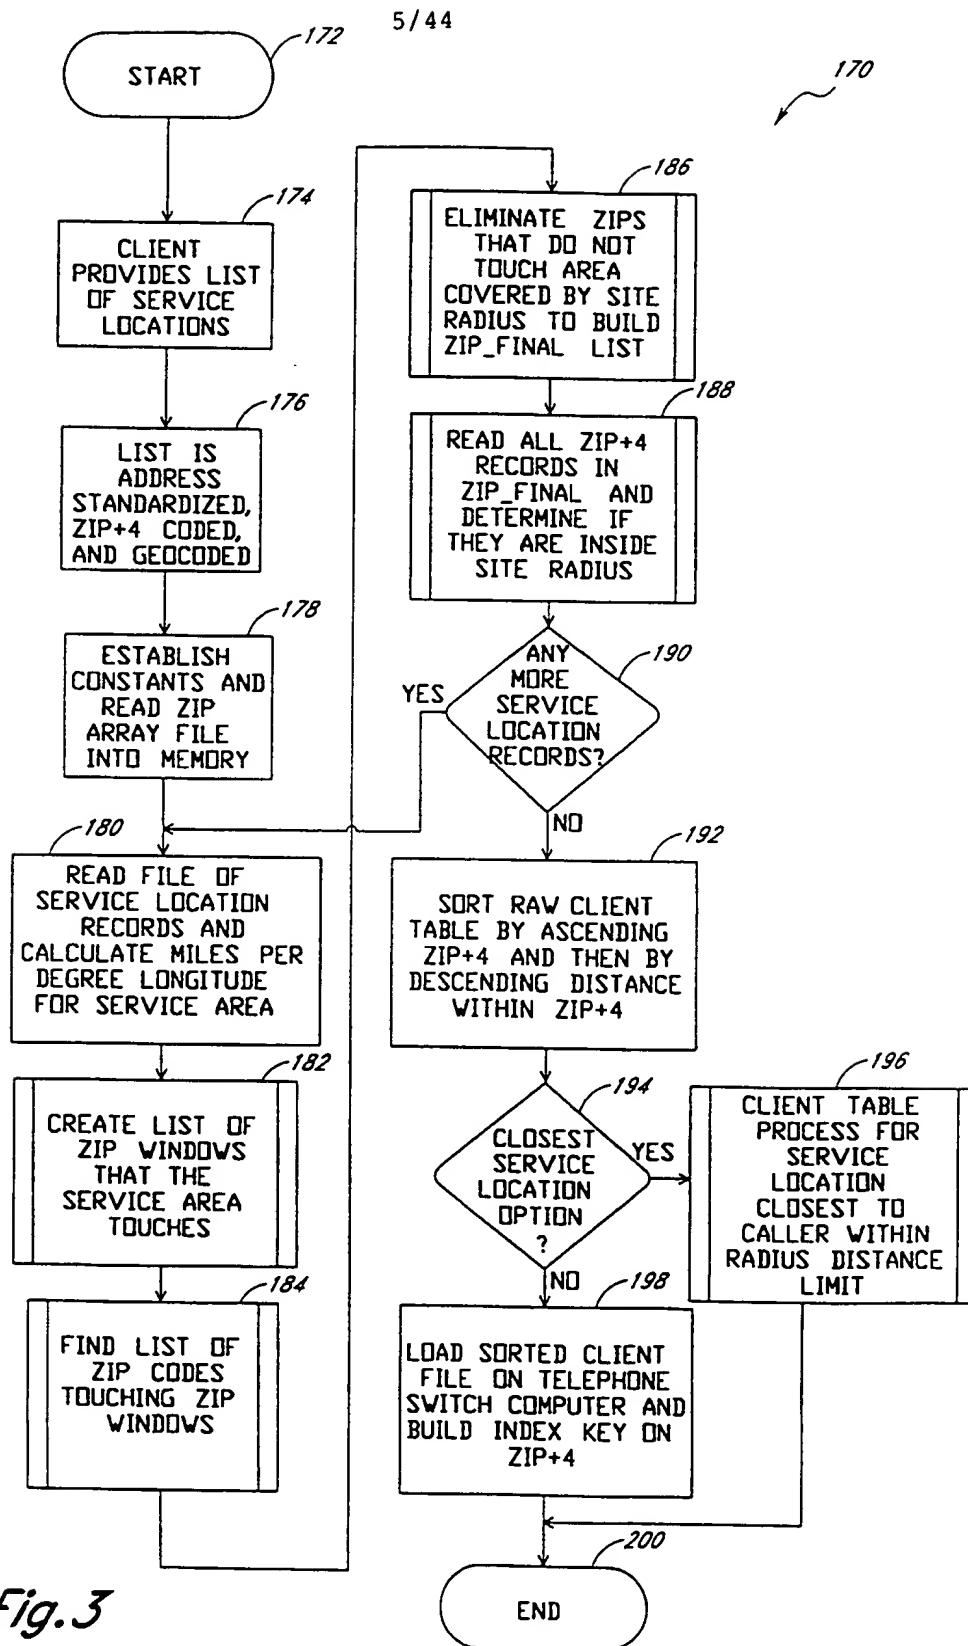 5/44
172
START
170
174
CLIENT
PROVIDES LIST
OF SERVICE
LOCATIONS
176
LIST IS
ADDRESS
STANDARDIZED,
ZIP+4 CODED,
AND GEOCODED
178
ESTABLISH
CONSTANTS AND
READ ZIP
ARRAY FILE
INTO MEMORY
180
READ FILE OF
SERVICE LOCATION
RECORDS AND
CALCULATE MILES PER
DEGREE LONGITUDE
FOR SERVICE AREA
182
CREATE LIST OF
ZIP WINDOWS
THAT THE
SERVICE AREA
TOUCHES
184
FIND LIST OF
ZIP CODES
TOUCHING ZIP
WINDOWS
186
ELIMINATE ZIPS
THAT DO NOT
TOUCH AREA
COVERED BY SITE
RADIUS TO BUILD
ZIP_FINAL LIST
188
READ ALL ZIP+4
RECORDS IN
ZIP_FINAL AND
DETERMINE IF
THEY ARE INSIDE
SITE RADIUS
190
ANY
MORE
SERVICE
LOCATION
RECORDS?
YES
NO
192
SORT RAW CLIENT
TABLE BY ASCENDING
ZIP+4 AND THEN BY
DESCENDING DISTANCE
WITHIN ZIP+4
194
CLOSEST
SERVICE
LOCATION
OPTION
?
YES
NO
196
CLIENT TABLE
PROCESS FOR
SERVICE
LOCATION
CLOSEST TO
CALLER WITHIN
RADIUS DISTANCE
LIMIT
198
LOAD SORTED CLIENT
FILE ON TELEPHONE
SWITCH COMPUTER AND
BUILD INDEX KEY ON
ZIP+4
200
END
Fig.3